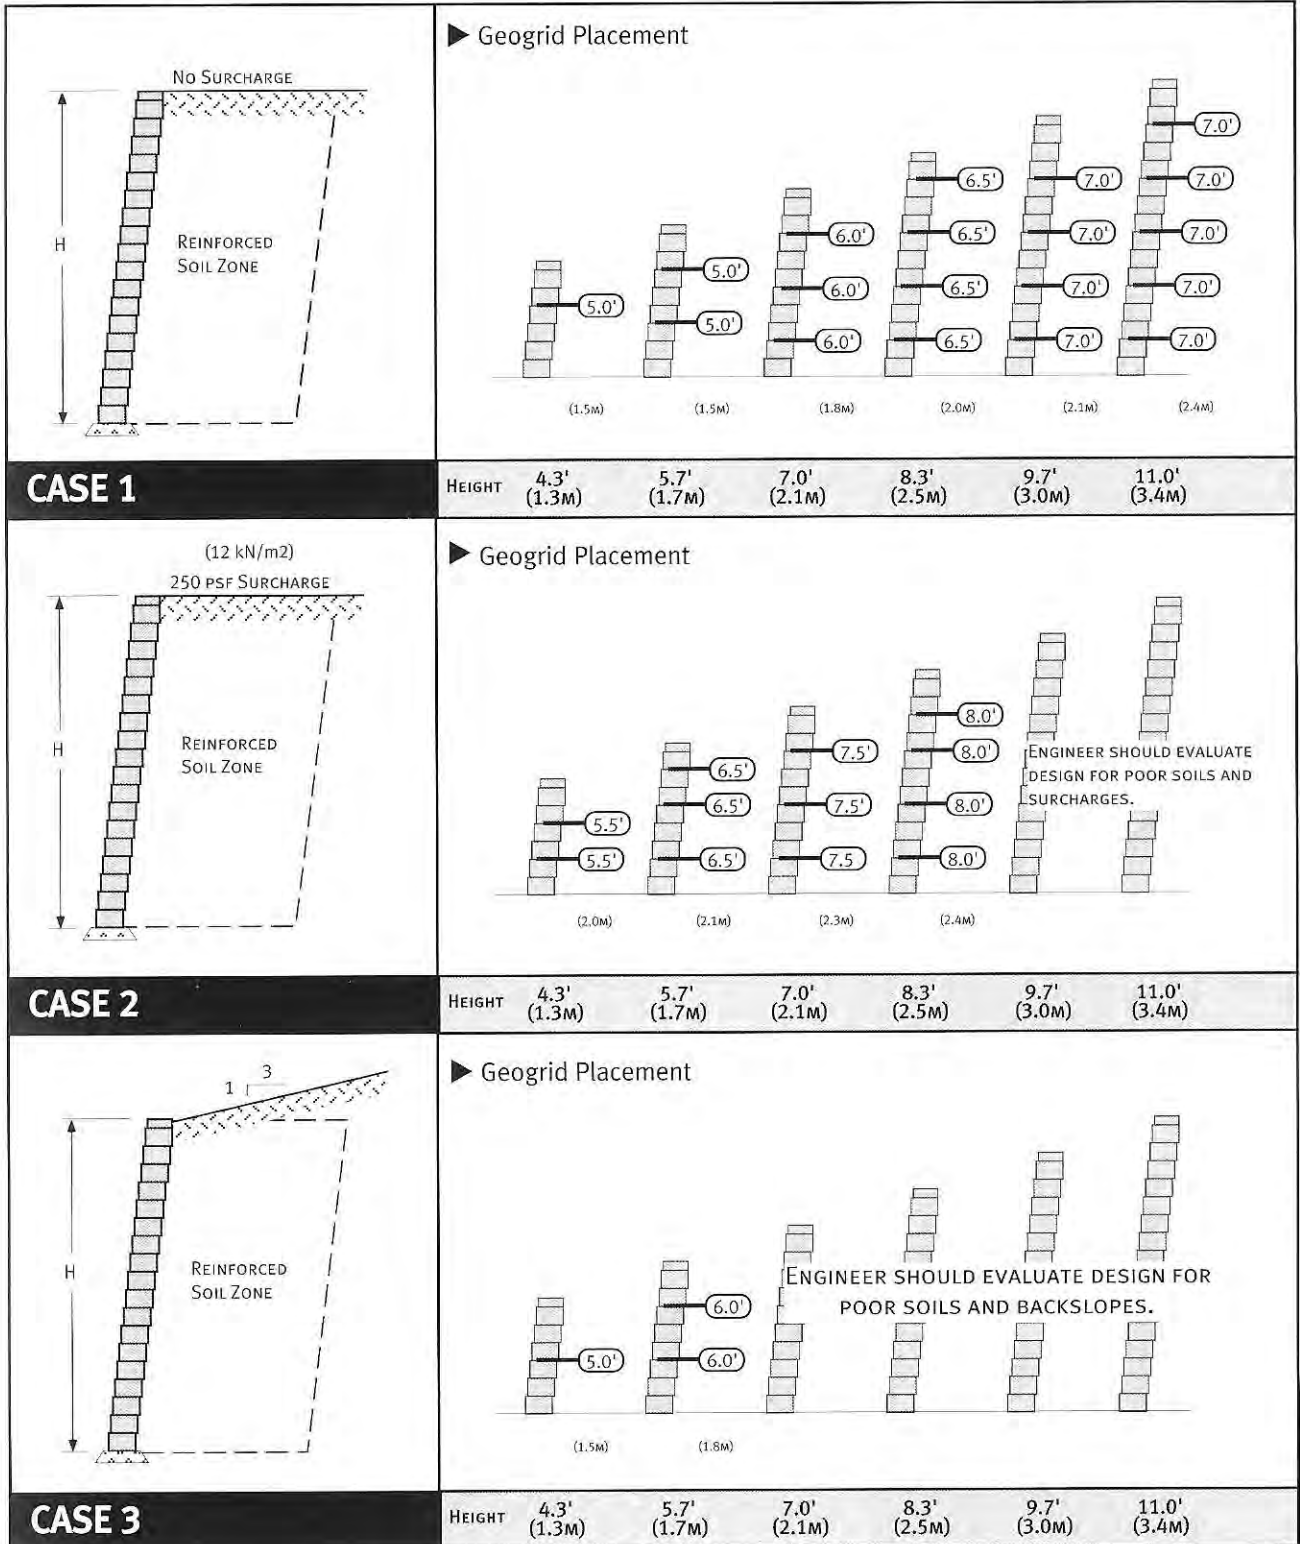 ▶ Geogrid Placement
No Surcharge
H
Reinforced
Soil Zone
5.0'
5.0'
5.0'
6.0'
6.0'
6.0'
6.5'
6.5'
6.5'
6.5'
7.0'
7.0'
7.0'
7.0'
7.0'
7.0'
7.0'
7.0'
7.0'
(1.5m) (1.5m) (1.8m) (2.0m) (2.1m) (2.4m)
CASE 1
Height 4.3' 5.7' 7.0' 8.3' 9.7' 11.0'
(1.3m) (1.7m) (2.1m) (2.5m) (3.0m) (3.4m)
(12 kN/m2)
250 psf Surcharge
H
Reinforced
Soil Zone
▶ Geogrid Placement
5.5'
5.5'
6.5'
6.5'
6.5'
7.5'
7.5'
7.5
8.0'
8.0'
8.0'
8.0'
Engineer should evaluate
design for poor soils and
surcharges.
(2.0m) (2.1m) (2.3m) (2.4m)
CASE 2
Height 4.3' 5.7' 7.0' 8.3' 9.7' 11.0'
(1.3m) (1.7m) (2.1m) (2.5m) (3.0m) (3.4m)
1 3
H
Reinforced
Soil Zone
▶ Geogrid Placement
5.0'
6.0'
6.0'
Engineer should evaluate design for
poor soils and backslopes.
(1.5m) (1.8m)
CASE 3
Height 4.3' 5.7' 7.0' 8.3' 9.7' 11.0'
(1.3m) (1.7m) (2.1m) (2.5m) (3.0m) (3.4m)